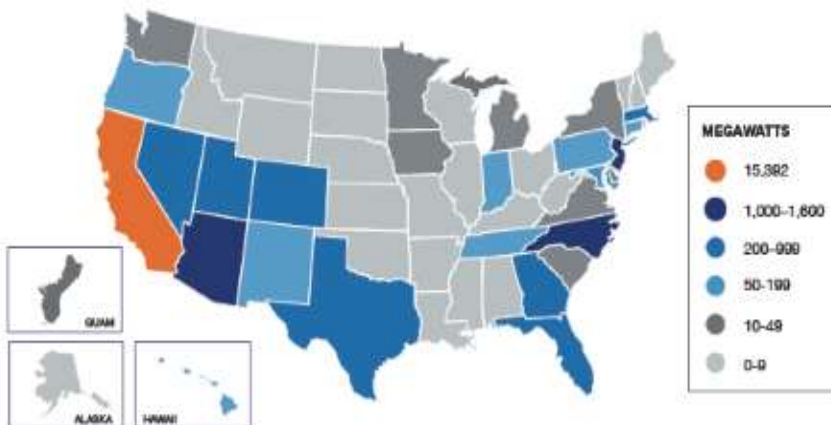 MEGAWATTS
15,392
1,000–1,600
200–999
50-199
10-49
0-9
GUAM
ALASKA
HAWAII